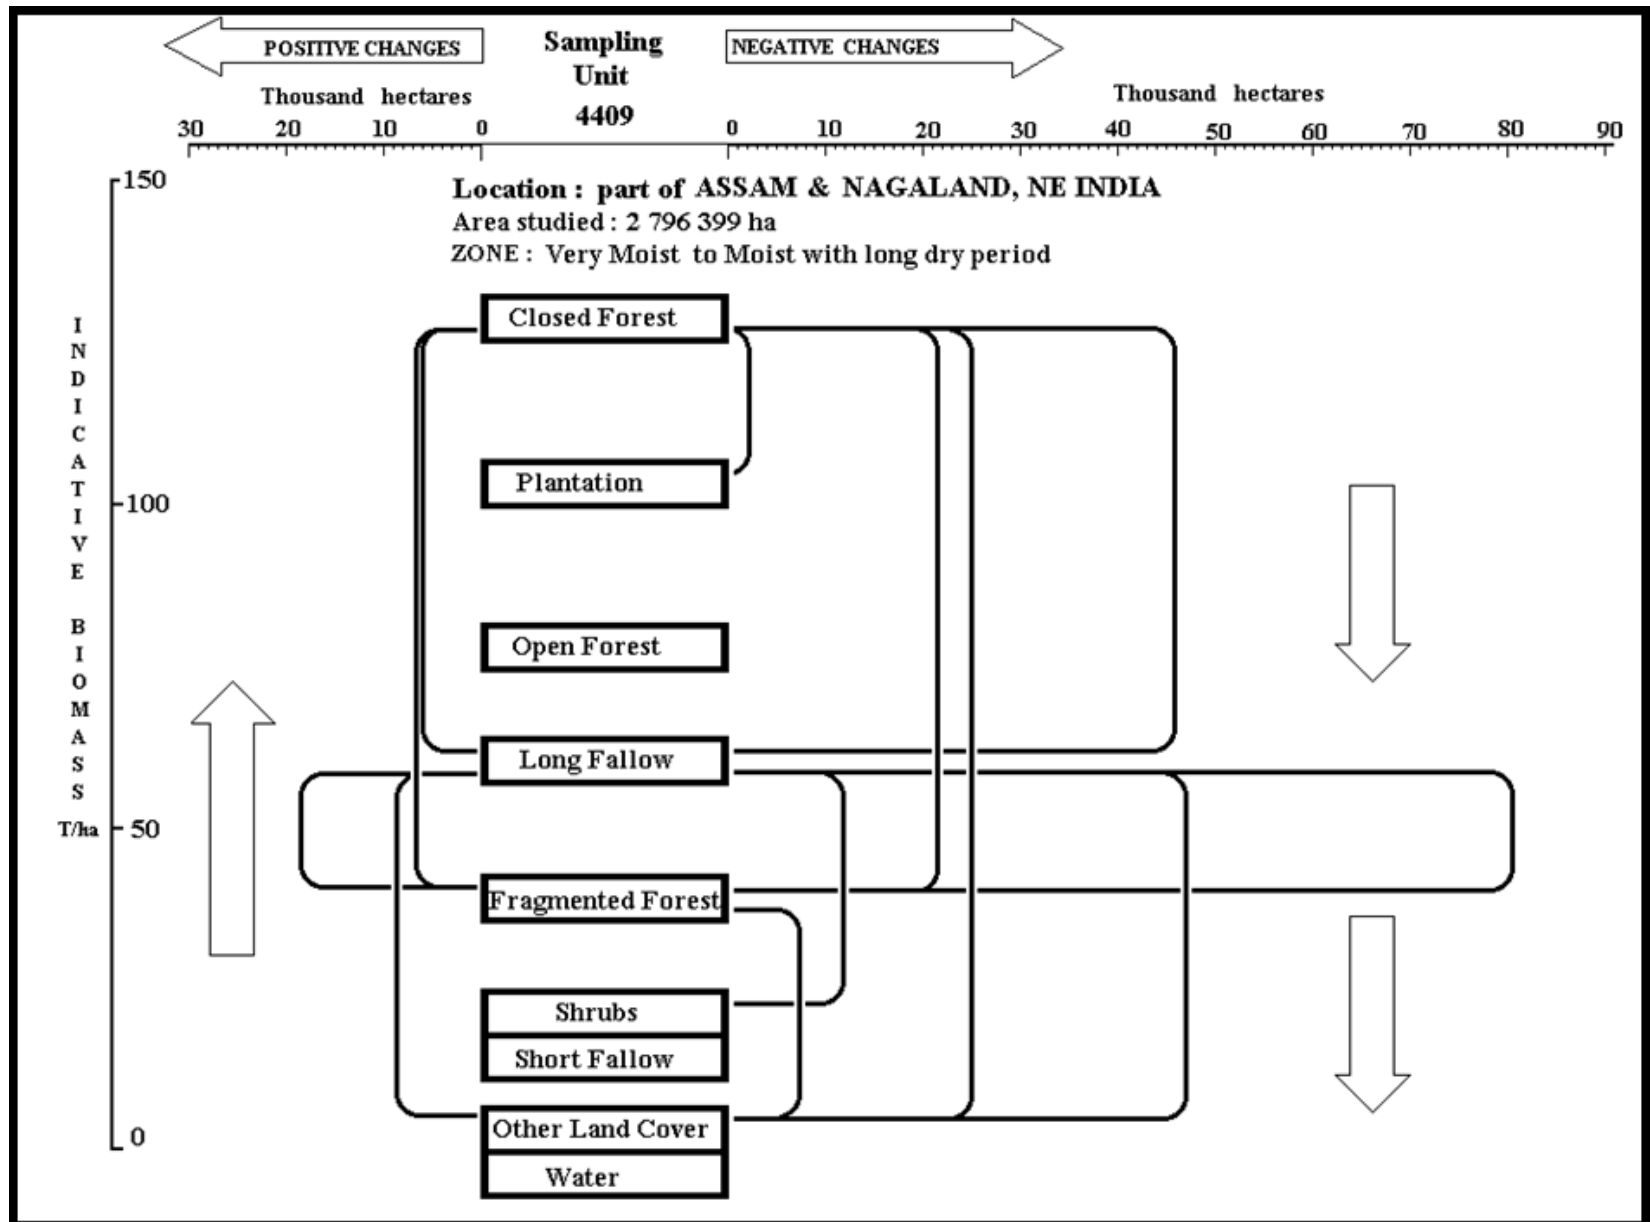 POSITIVE CHANGES
Sampling
Unit
4409
NEGATIVE CHANGES
Thousand hectares
Thousand hectares
30 20 10 0
0 10 20 30 40 50 60 70 80 90
150
Location : part of ASSAM & NAGALAND, NE INDIA
Area studied : 2 796 399 ha
ZONE : Very Moist to Moist with long dry period
INDICATIVE BIOMASS
T/ha
100
50
0
Closed Forest
Plantation
Open Forest
Long Fallow
Fragmented Forest
Shrubs
Short Fallow
Other Land Cover
Water